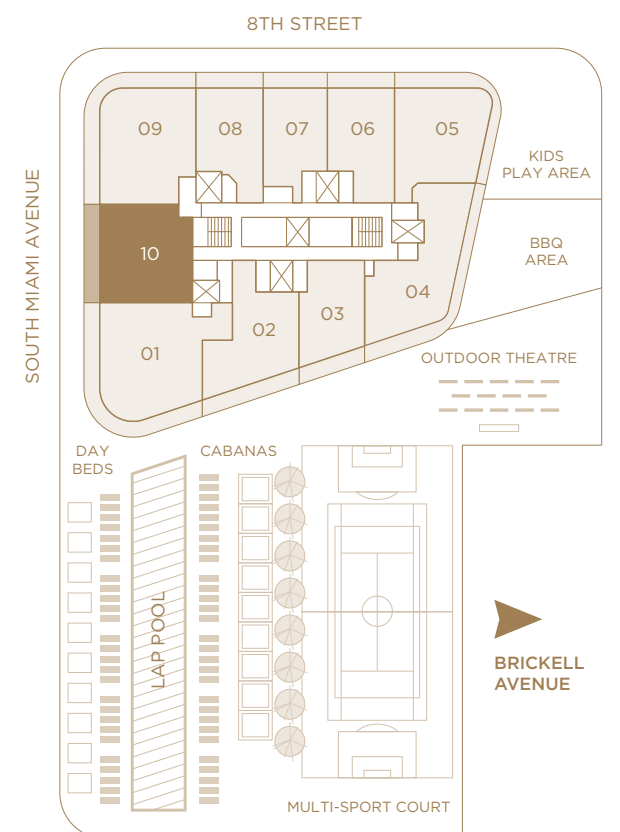 8TH STREET
SOUTH MIAMI AVENUE
09
08
07
06
05
KIDS
PLAY AREA
BBQ
AREA
10
04
03
02
01
OUTDOOR THEATRE
DAY
BEDS
CABANAS
LAP POOL
BRICKELL
AVENUE
MULTI-SPORT COURT